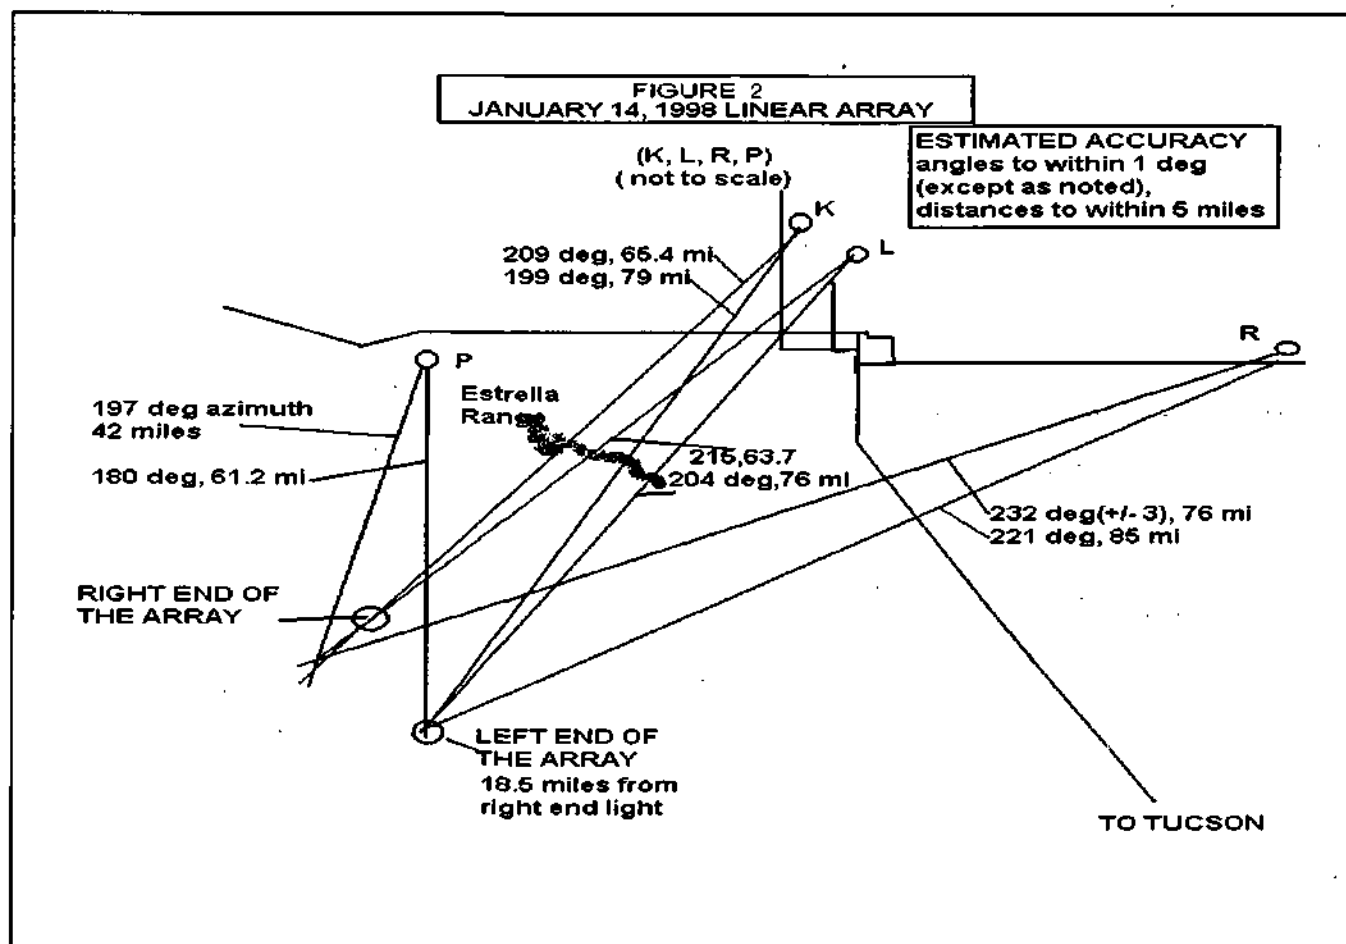 FIGURE 2
JANUARY 14, 1998 LINEAR ARRAY
ESTIMATED ACCURACY
angles to within 1 deg
(except as noted),
distances to within 5 miles
(K, L, R, P)
( not to scale)
K
L
209 deg, 65.4 mi
199 deg, 79 mi
R
P
Estrella
Range
197 deg azimuth
42 miles
180 deg, 61.2 mi
215,63.7
204 deg,76 mi
232 deg(+/- 3), 76 mi
221 deg, 85 mi
RIGHT END OF
THE ARRAY
LEFT END OF
THE ARRAY
18.5 miles from
right end light
TO TUCSON